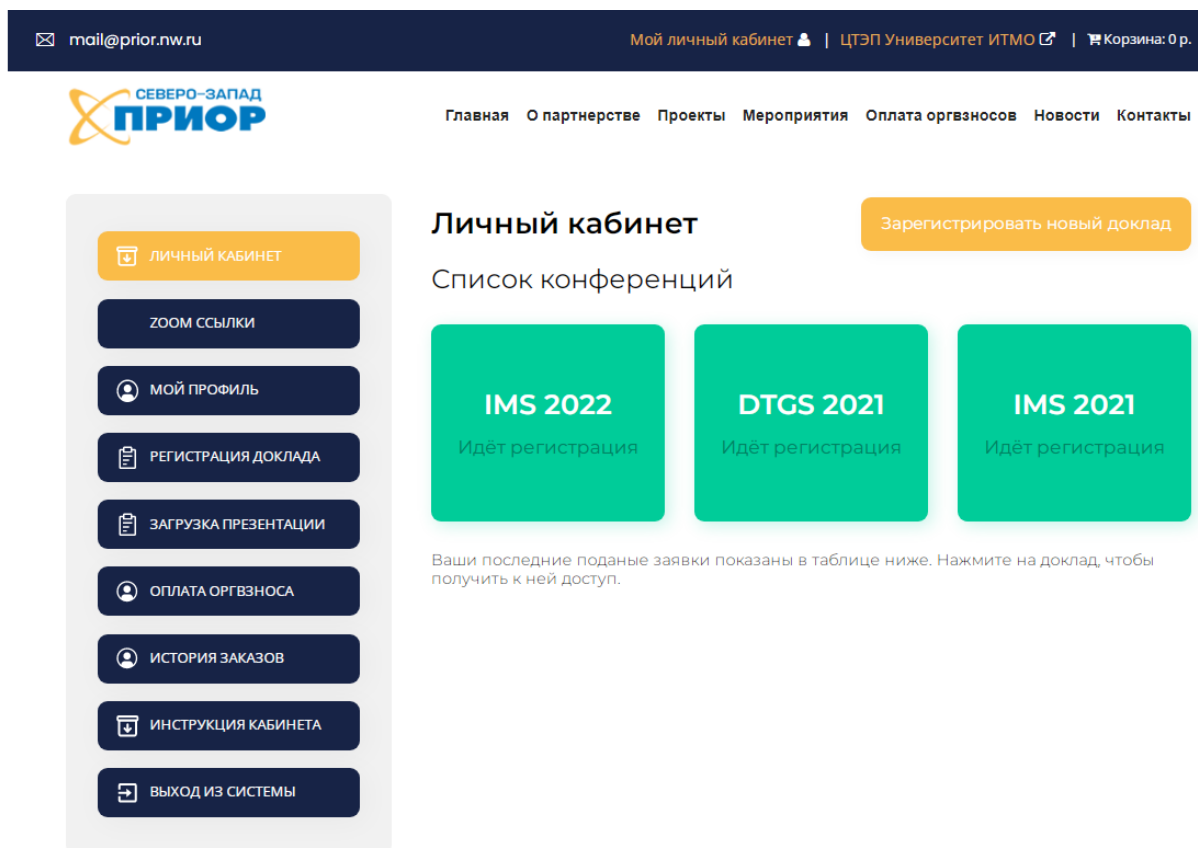 mail@prior.nw.ru
Мой личный кабинет | ЦТЭП Университет ИТМО | Корзина: 0 р.
СЕВЕРО-ЗАПАД
ПРИОР
Главная О партнерстве Проекты Мероприятия Оплата оргвзносов Новости Контакты
ЛИЧНЫЙ КАБИНЕТ
ZOOM ССЫЛКИ
МОЙ ПРОФИЛЬ
РЕГИСТРАЦИЯ ДОКЛАДА
ЗАГРУЗКА ПРЕЗЕНТАЦИИ
ОПЛАТА ОРГВЗНОСА
ИСТОРИЯ ЗАКАЗОВ
ИНСТРУКЦИЯ КАБИНЕТА
ВЫХОД ИЗ СИСТЕМЫ
Личный кабинет
Зарегистрировать новый доклад
Список конференций
IMS 2022
Идёт регистрация
DTGS 2021
Идёт регистрация
IMS 2021
Идёт регистрация
Ваши последние поданые заявки показаны в таблице ниже. Нажмите на доклад, чтобы
получить к ней доступ.